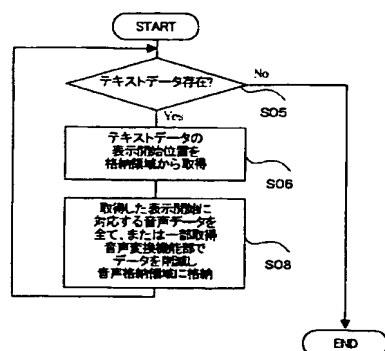 START
テキストデータ存在?
No
S05
Yes
テキストデータの
表示開始位置を
格納領域から取得
S06
取得した表示開始に
対応する音声データを
全て、または一部取得
音声変換機能部で
データを削減し
音声格納領域に格納
S08
END